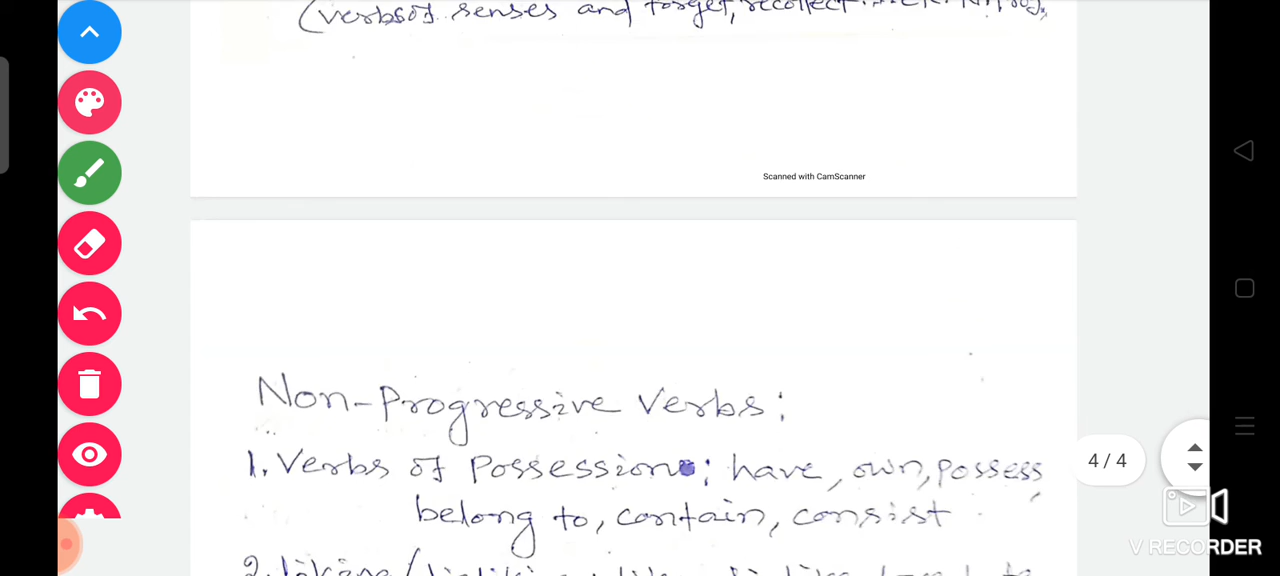 (verbs of senses and forget, recollect
Scanned with CamScanner
Non-Progressive Verbs:
1. Verbs of Possession: have, own, possess
belong to, contain, consist
4/4
V RECORDER